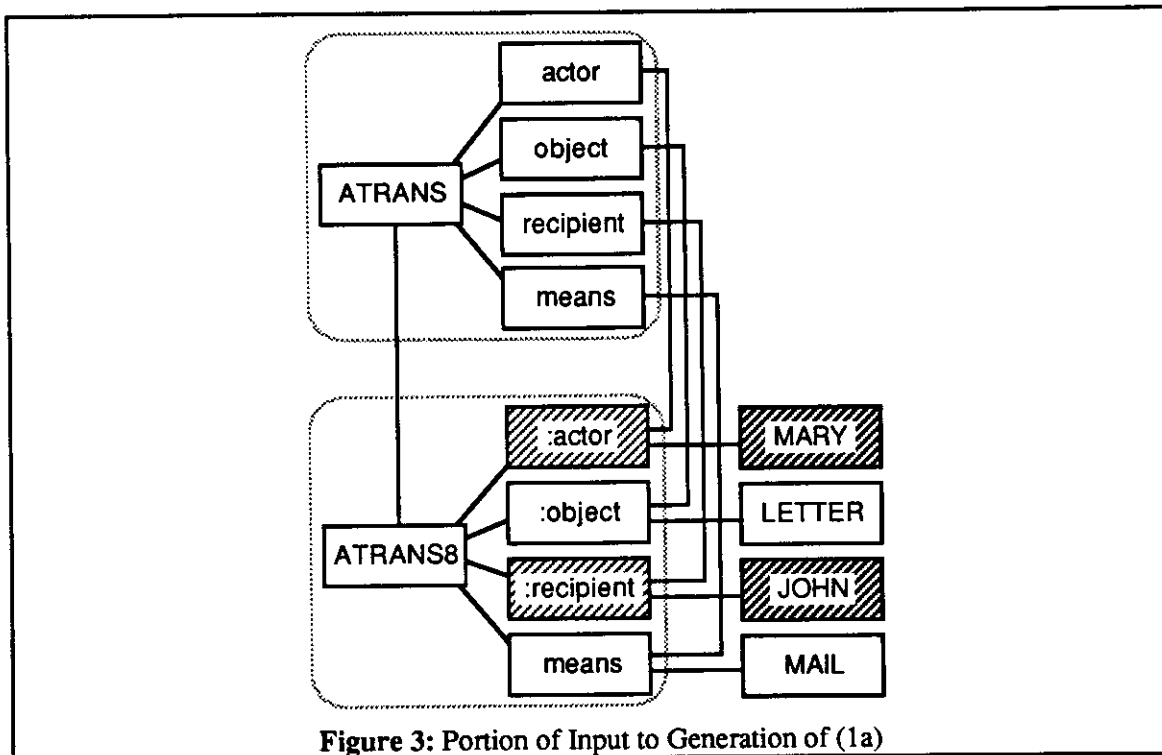 actor
object
ATRANS
recipient
means
:actor
MARY
:object
LETTER
ATRANS8
:recipient
JOHN
means
MAIL
Figure 3: Portion of Input to Generation of (1a)